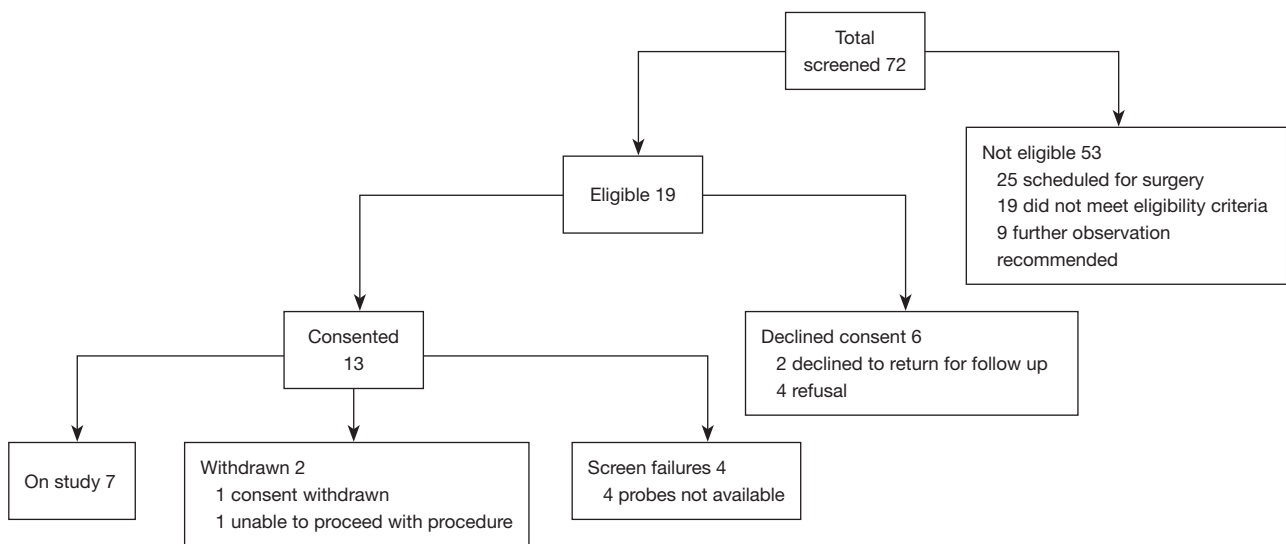 Total
screened 72
Not eligible 53
25 scheduled for surgery
19 did not meet eligibility criteria
9 further observation
recommended
Eligible 19
Consented
13
Declined consent 6
2 declined to return for follow up
4 refusal
On study 7
Withdrawn 2
1 consent withdrawn
1 unable to proceed with procedure
Screen failures 4
4 probes not available